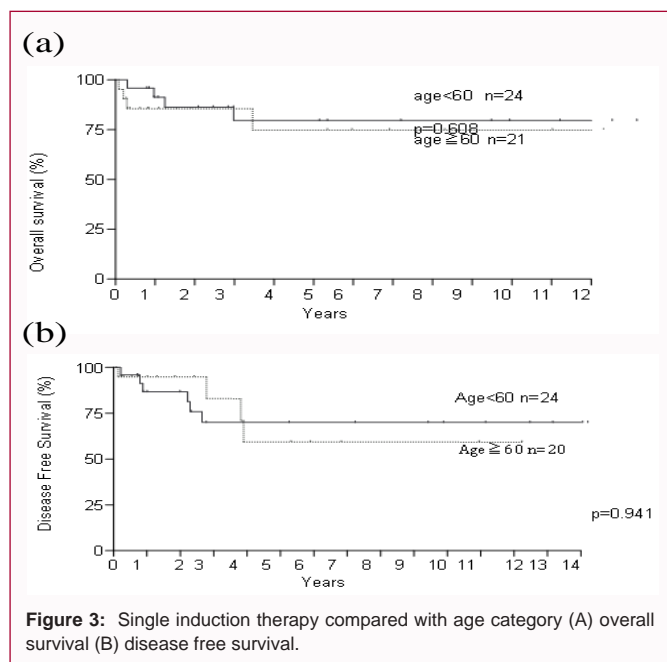 (a)
100
75
50
25
0
Overall survival (%)
age<60 n=24
p=0.608
age≧60 n=21
0 1 2 3 4 5 6 7 8 9 10 11 12
Years
(b)
100
75
50
25
0
Disease Free Survival (%)
Age<60 n=24
Age≧60 n=20
p=0.941
0 1 2 3 4 5 6 7 8 9 10 11 12 13 14
Years
Figure 3: Single induction therapy compared with age category (A) overall
survival (B) disease free survival.